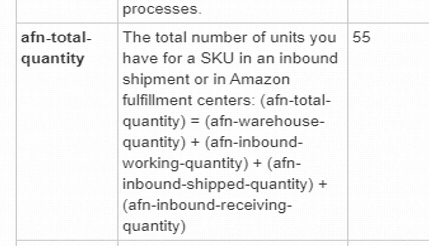 processes.
afn-total-
quantity
The total number of units you
have for a SKU in an inbound
shipment or in Amazon
fulfillment centers: (afn-total-
quantity) = (afn-warehouse-
quantity) + (afn-inbound-
working-quantity) + (afn-
inbound-shipped-quantity) +
(afn-inbound-receiving-
quantity)
55